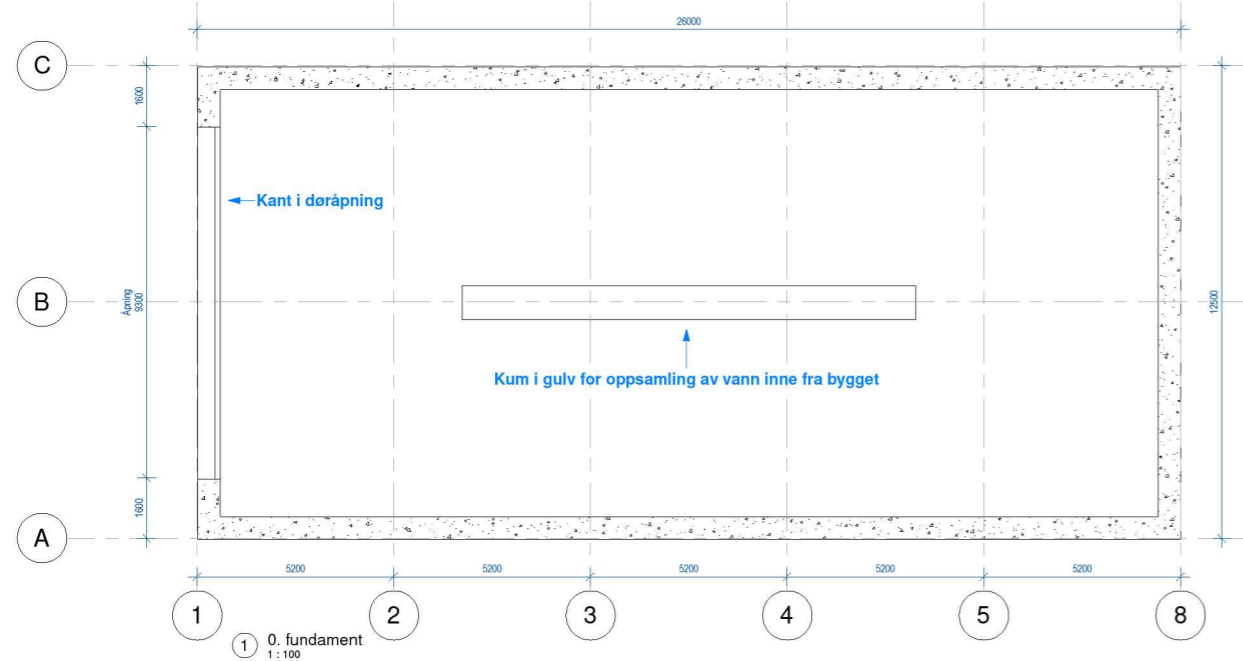 26000
C
1600
Kant i døråpning
B
Åpning
9300
12500
Kum i gulv for oppsamling av vann inne fra bygget
1600
A
5200 5200 5200 5200 5200
1 2 3 4 5 8
1 0. fundament
1 : 100